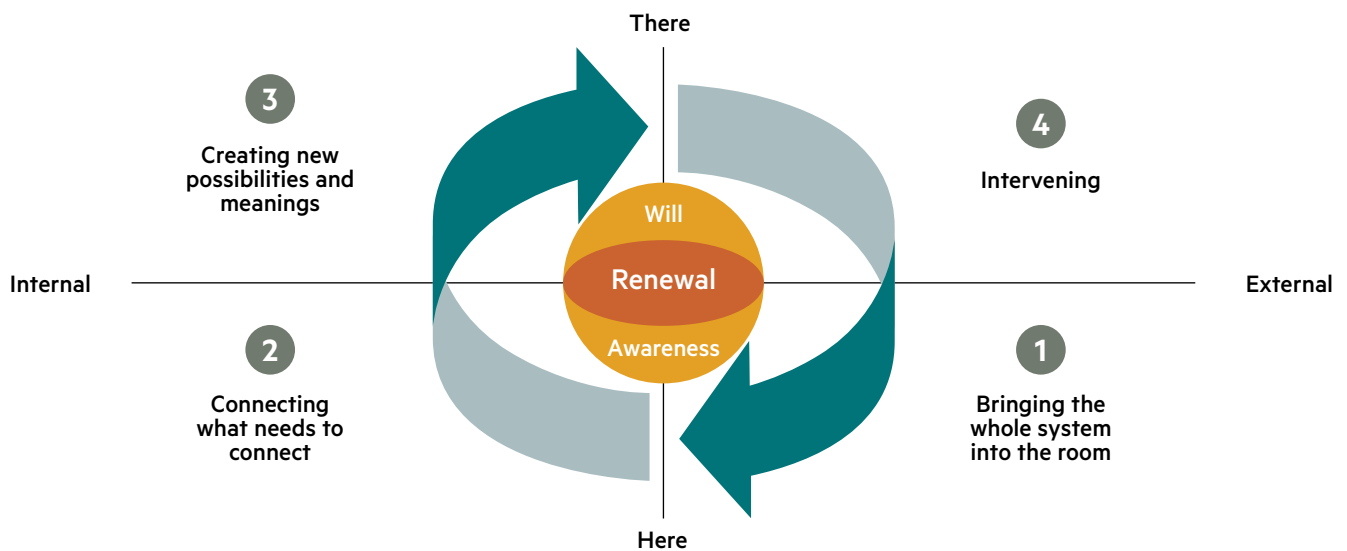 There
3
Creating new
possibilities and
meanings
4
Intervening
Will
Renewal
Awareness
Internal
External
2
Connecting
what needs to
connect
1
Bringing the
whole system
into the room
Here